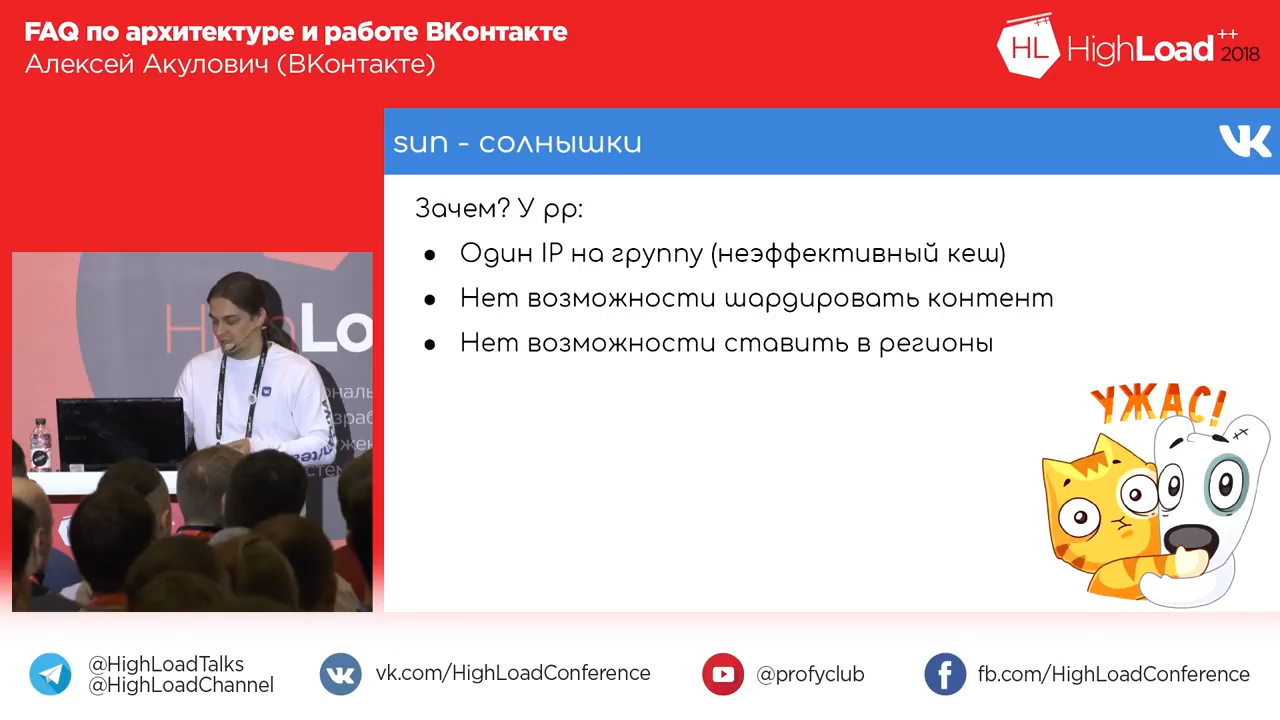 FAQ по архитектуре и работе ВКонтакте
Алексей Акулович (ВКонтакте)
HL HighLoad ++ 2018
sun - солнышки
Зачем? У pp:
● Один IP на группу (неэффективный кеш)
● Нет возможности шардировать контент
● Нет возможности ставить в регионы
УЖАС!
@HighLoadTalks
@HighLoadChannel
vk.com/HighLoadConference
@profyclub
fb.com/HighLoadConference